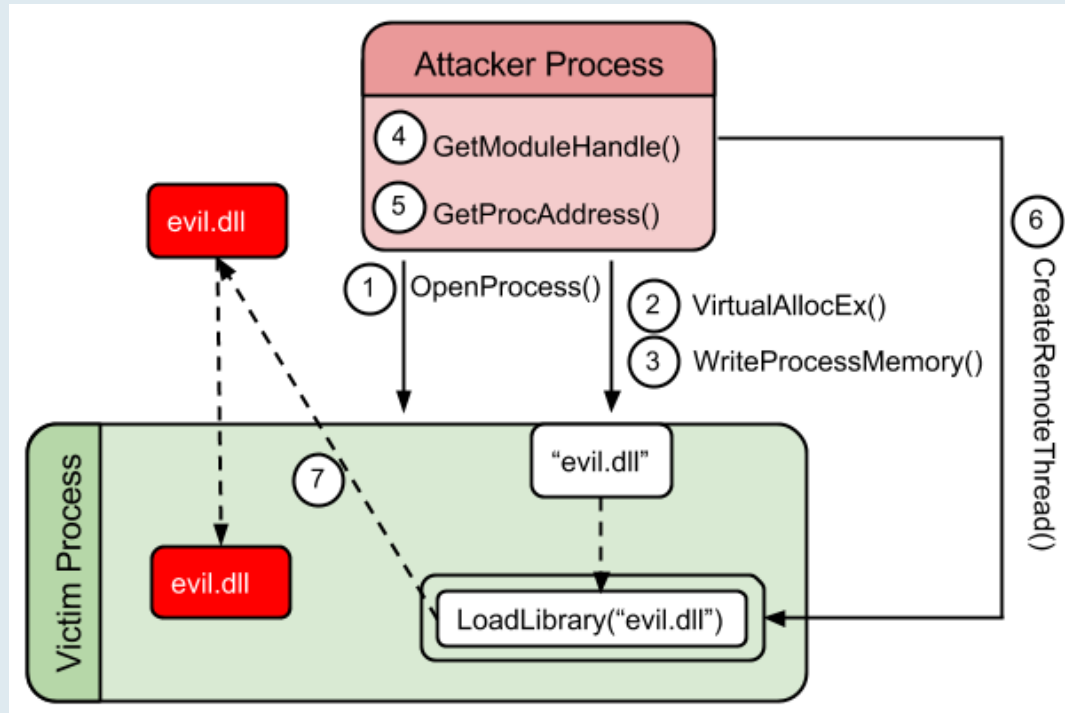 Attacker Process
4 GetModuleHandle()
5 GetProcAddress()
evil.dll
1 OpenProcess()
2 VirtualAllocEx()
3 WriteProcessMemory()
6 CreateRemoteThread()
Victim Process
“evil.dll”
7
evil.dll
LoadLibrary(“evil.dll”)